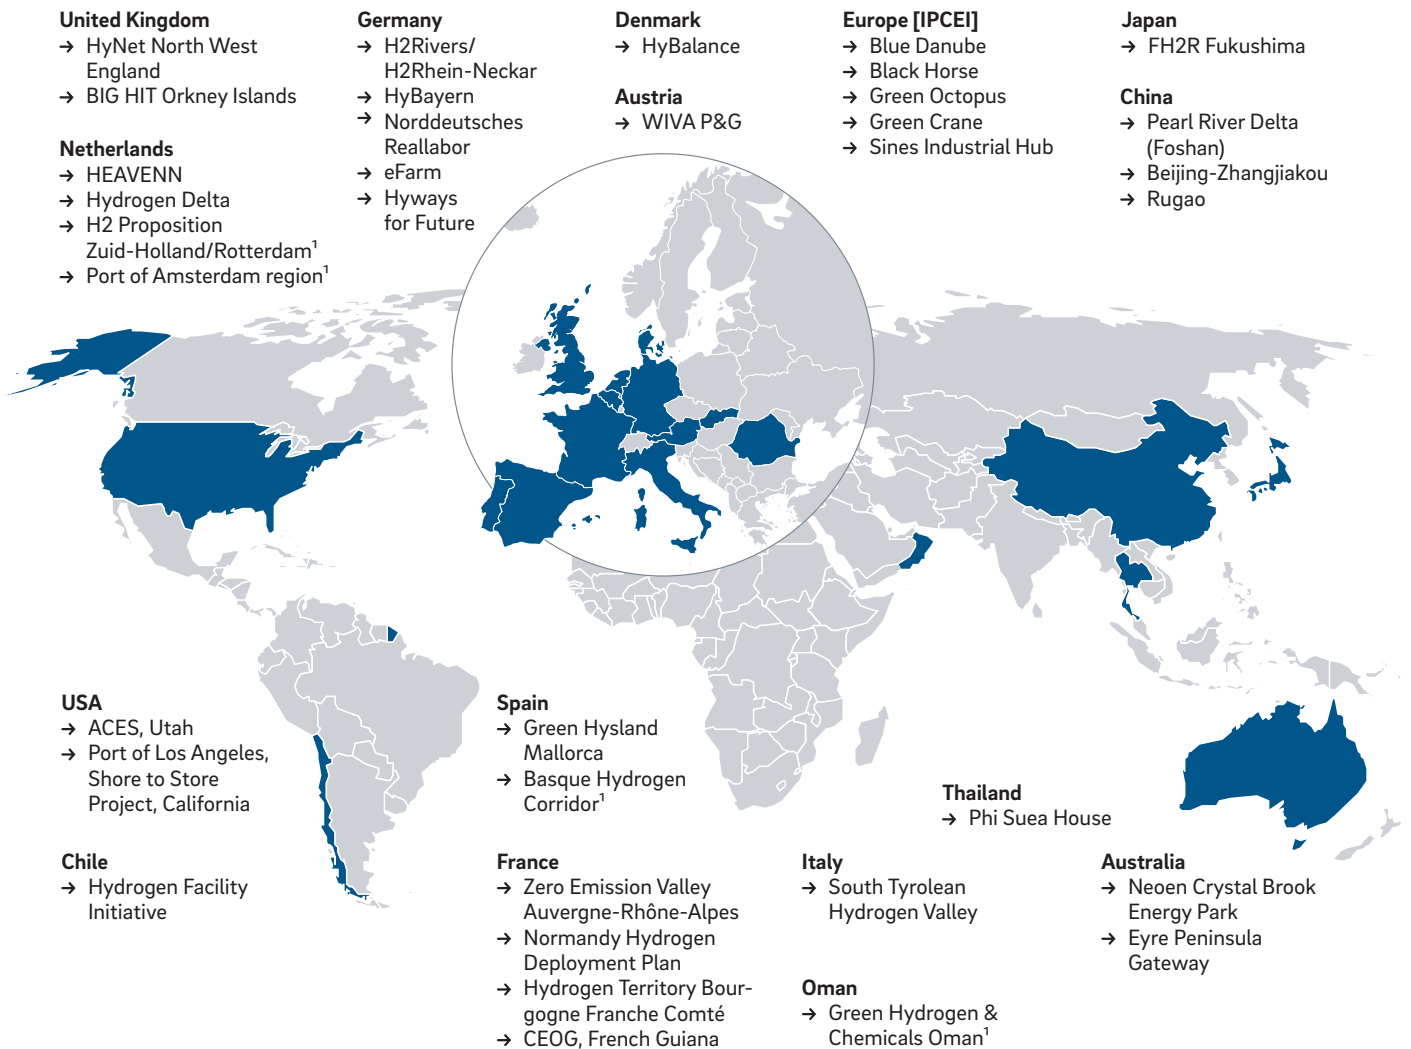 United Kingdom
→ HyNet North West
England
→ BIG HIT Orkney Islands
Netherlands
→ HEAVENN
→ Hydrogen Delta
→ H2 Proposition
Zuid-Holland/Rotterdam¹
→ Port of Amsterdam region¹
Germany
→ H2Rivers/
H2Rhein-Neckar
→ HyBayern
→ Norddeutsches
Reallabor
→ eFarm
→ Hyways
for Future
Denmark
→ HyBalance
Austria
→ WIVA P&G
Europe [IPCEI]
→ Blue Danube
→ Black Horse
→ Green Octopus
→ Green Crane
→ Sines Industrial Hub
Japan
→ FH2R Fukushima
China
→ Pearl River Delta
(Foshan)
→ Beijing-Zhangjiakou
→ Rugao
USA
→ ACES, Utah
→ Port of Los Angeles,
Shore to Store
Project, California
Chile
→ Hydrogen Facility
Initiative
Spain
→ Green Hysland
Mallorca
→ Basque Hydrogen
Corridor¹
France
→ Zero Emission Valley
Auvergne-Rhône-Alpes
→ Normandy Hydrogen
Deployment Plan
→ Hydrogen Territory Bour-
gogne Franche Comté
→ CEOG, French Guiana
Thailand
→ Phi Suea House
Italy
→ South Tyrolean
Hydrogen Valley
Oman
→ Green Hydrogen &
Chemicals Oman¹
Australia
→ Neoen Crystal Brook
Energy Park
→ Eyre Peninsula
Gateway